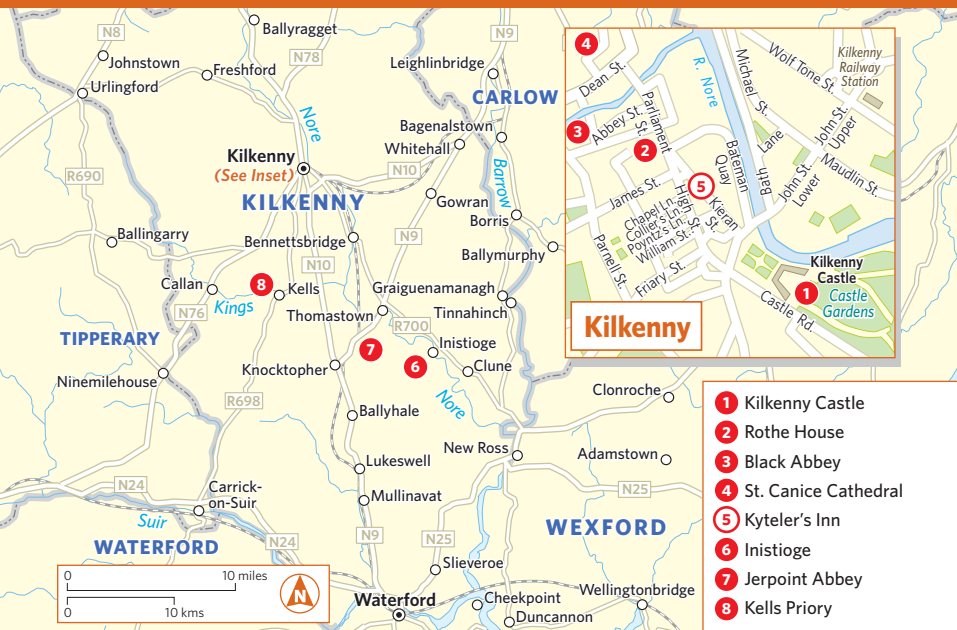 N8
Ballyragget
N9
Johnstown
N78
Leighlinbridge
Freshford
Urlingford
CARLOW
Nore
Bagenalstown
Whitehall
Kilkenny
(See Inset)
N10
Barrow
R690
KILKENNY
Gowran
Borris
Ballingarry
N9
Bennettsbridge
Ballymurphy
N10
Callan
8
Kells
Graiguenamanagh
Kings
N76
Thomastown
Tinnahinch
R700
TIPPERARY
7
Inistioge
6
Clune
Knocktopher
Ninemilehouse
R698
Nore
Ballyhale
Clonroche
New Ross
Adamstown
Lukeswell
N24
Carrick-
on-Suir
Mullinavat
N25
Suir
WATERFORD
N24
N9
N25
WEXFORD
Slieveroe
Waterford
Cheekpoint
Wellingtonbridge
Duncannon
0
10 miles
0
10 kms
N
4
Dean St.
R. Nore
Michael St.
Wolf Tone St.
Kilkenny
Railway
Station
3
Abbey St.
Parliament
St.
2
John St.
Upper
Lane
Bateman
Quay
Bath
Maudlin St.
John St.
Lower
5
James St.
High St.
Kieran
St.
Chapel Ln.
Collier's Ln.
Poyntz's Ln.
William St.
Parnell St.
Friary St.
Kilkenny
Castle
1
Castle
Gardens
Castle Rd.
Kilkenny
1 Kilkenny Castle
2 Rothe House
3 Black Abbey
4 St. Canice Cathedral
5 Kyteler's Inn
6 Inistioge
7 Jerpoint Abbey
8 Kells Priory